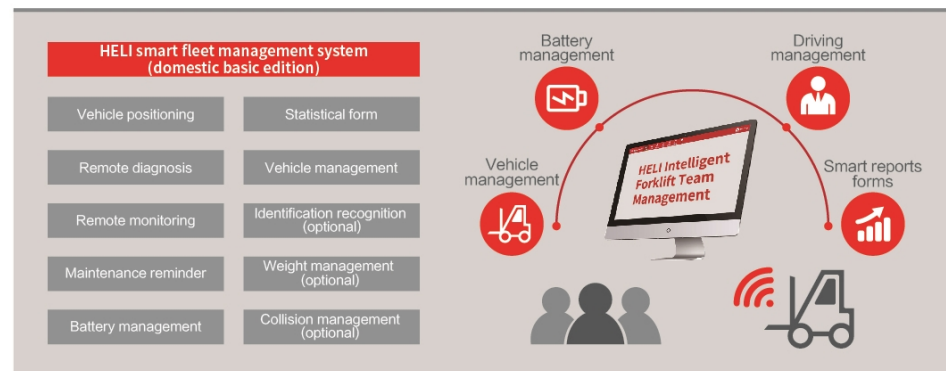 HELI smart fleet management system
(domestic basic edition)
Vehicle positioning
Statistical form
Remote diagnosis
Vehicle management
Remote monitoring
Identification recognition
(optional)
Maintenance reminder
Weight management
(optional)
Battery management
Collision management
(optional)
Battery
management
Driving
management
Vehicle
management
Smart reports
forms
HELI Intelligent
Forklift Team
Management